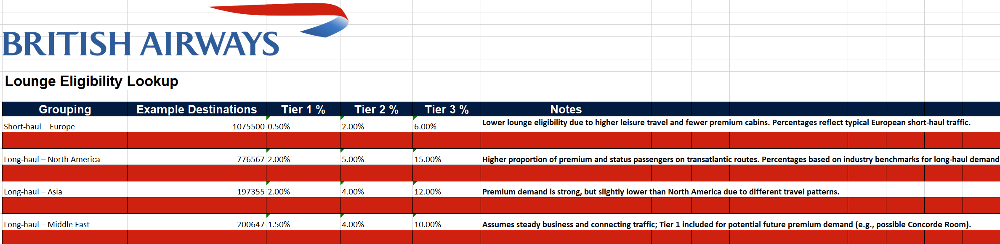 BRITISH AIRWAYS
Lounge Eligibility Lookup
Grouping Example Destinations Tier 1 % Tier 2 % Tier 3 % Notes
Short-haul – Europe 1075500 0.50% 2.00% 6.00% Lower lounge eligibility due to higher leisure travel and fewer premium cabins. Percentages reflect typical European short-haul traffic.
Long-haul – North America 776567 2.00% 5.00% 15.00% Higher proportion of premium and status passengers on transatlantic routes. Percentages based on industry benchmarks for long-haul demand
Long-haul – Asia 197355 2.00% 4.00% 12.00% Premium demand is strong, but slightly lower than North America due to different travel patterns.
Long-haul – Middle East 200647 1.50% 4.00% 10.00% Assumes steady business and connecting traffic; Tier 1 included for potential future premium demand (e.g., possible Concorde Room).